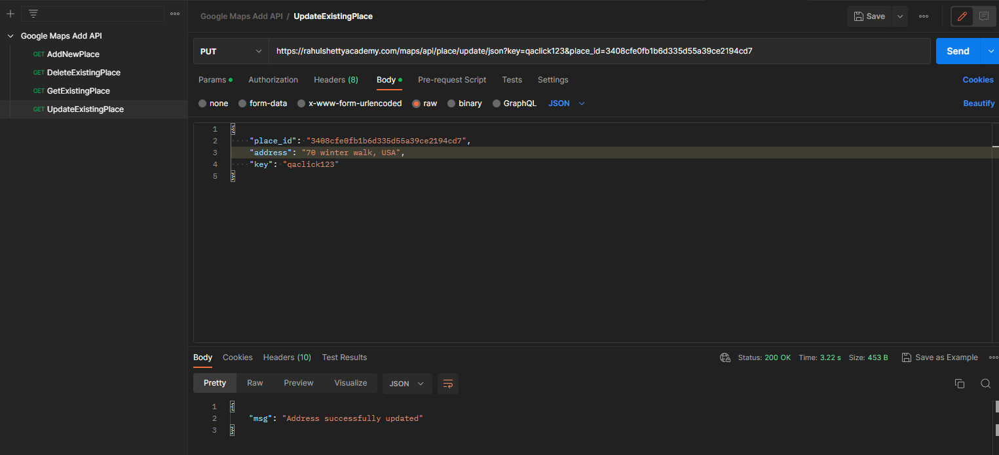 Google Maps Add API / UpdateExistingPlace
Save
Google Maps Add API
GET AddNewPlace
GET DeleteExistingPlace
GET GetExistingPlace
GET UpdateExistingPlace
PUT https://rahulshettyacademy.com/maps/api/place/update/json?key=qaclick123&place_id=3408cfe0fb1b6d335d55a39ce2194cd7 Send
Params Authorization Headers (8) Body Pre-request Script Tests Settings Cookies
none form-data x-www-form-urlencoded raw binary GraphQL JSON Beautify
1 {
2 "place_id": "3408cfe0fb1b6d335d55a39ce2194cd7",
3 "address": "70 winter walk, USA",
4 "key": "qaclick123"
5 }
Body Cookies Headers (10) Test Results Status: 200 OK Time: 3.22 s Size: 453 B Save as Example
Pretty Raw Preview Visualize JSON
1 {
2 "msg": "Address successfully updated"
3 }